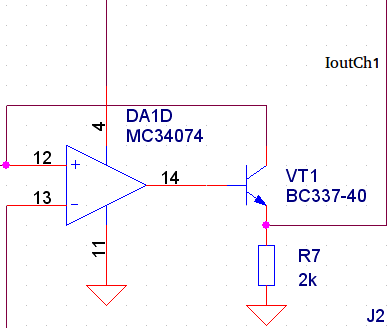 IoutCh1
DA1D
MC34074
4
12
13
14
11
VT1
BC337-40
R7
2k
J2